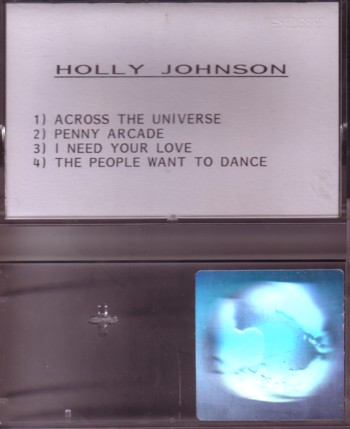 HOLLY JOHNSON
1) ACROSS THE UNIVERSE
2) PENNY ARCADE
3) I NEED YOUR LOVE
4) THE PEOPLE WANT TO DANCE